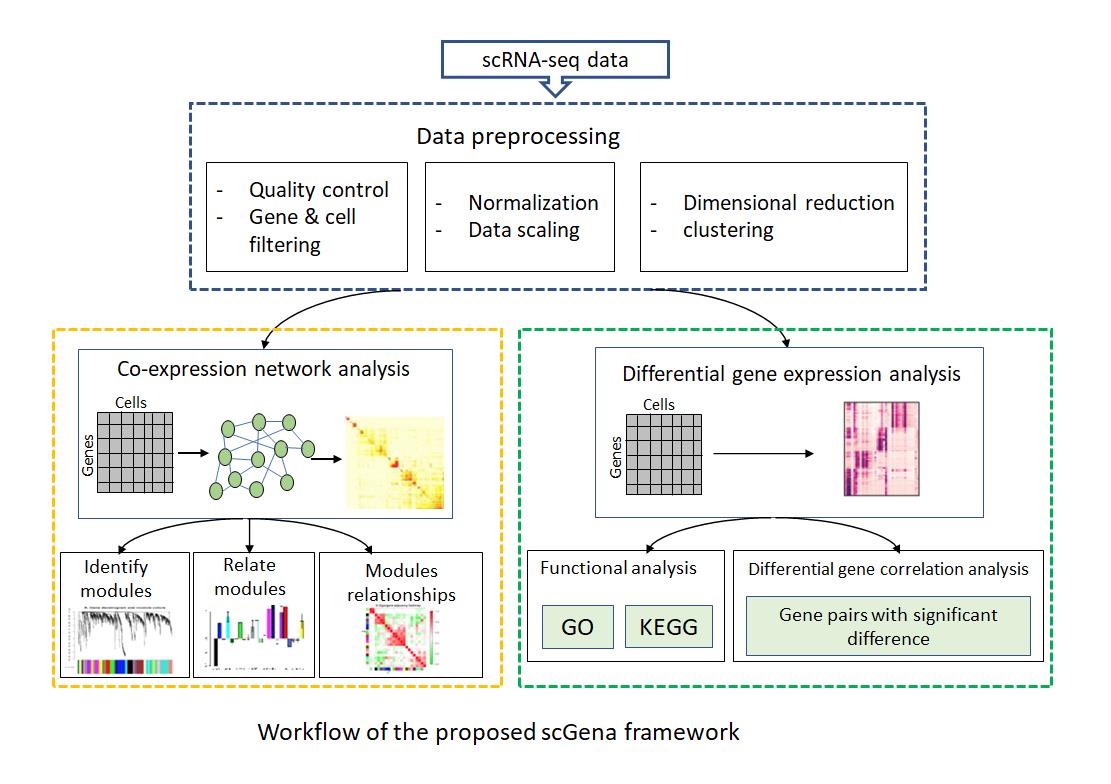 scRNA-seq data
Data preprocessing
- Quality control
- Gene & cell
filtering
- Normalization
- Data scaling
- Dimensional reduction
- clustering
Co-expression network analysis
Cells
Genes
Differential gene expression analysis
Cells
Genes
Identify
modules
Relate
modules
Modules
relationships
Functional analysis
GO
KEGG
Differential gene correlation analysis
Gene pairs with significant
difference
Workflow of the proposed scGena framework